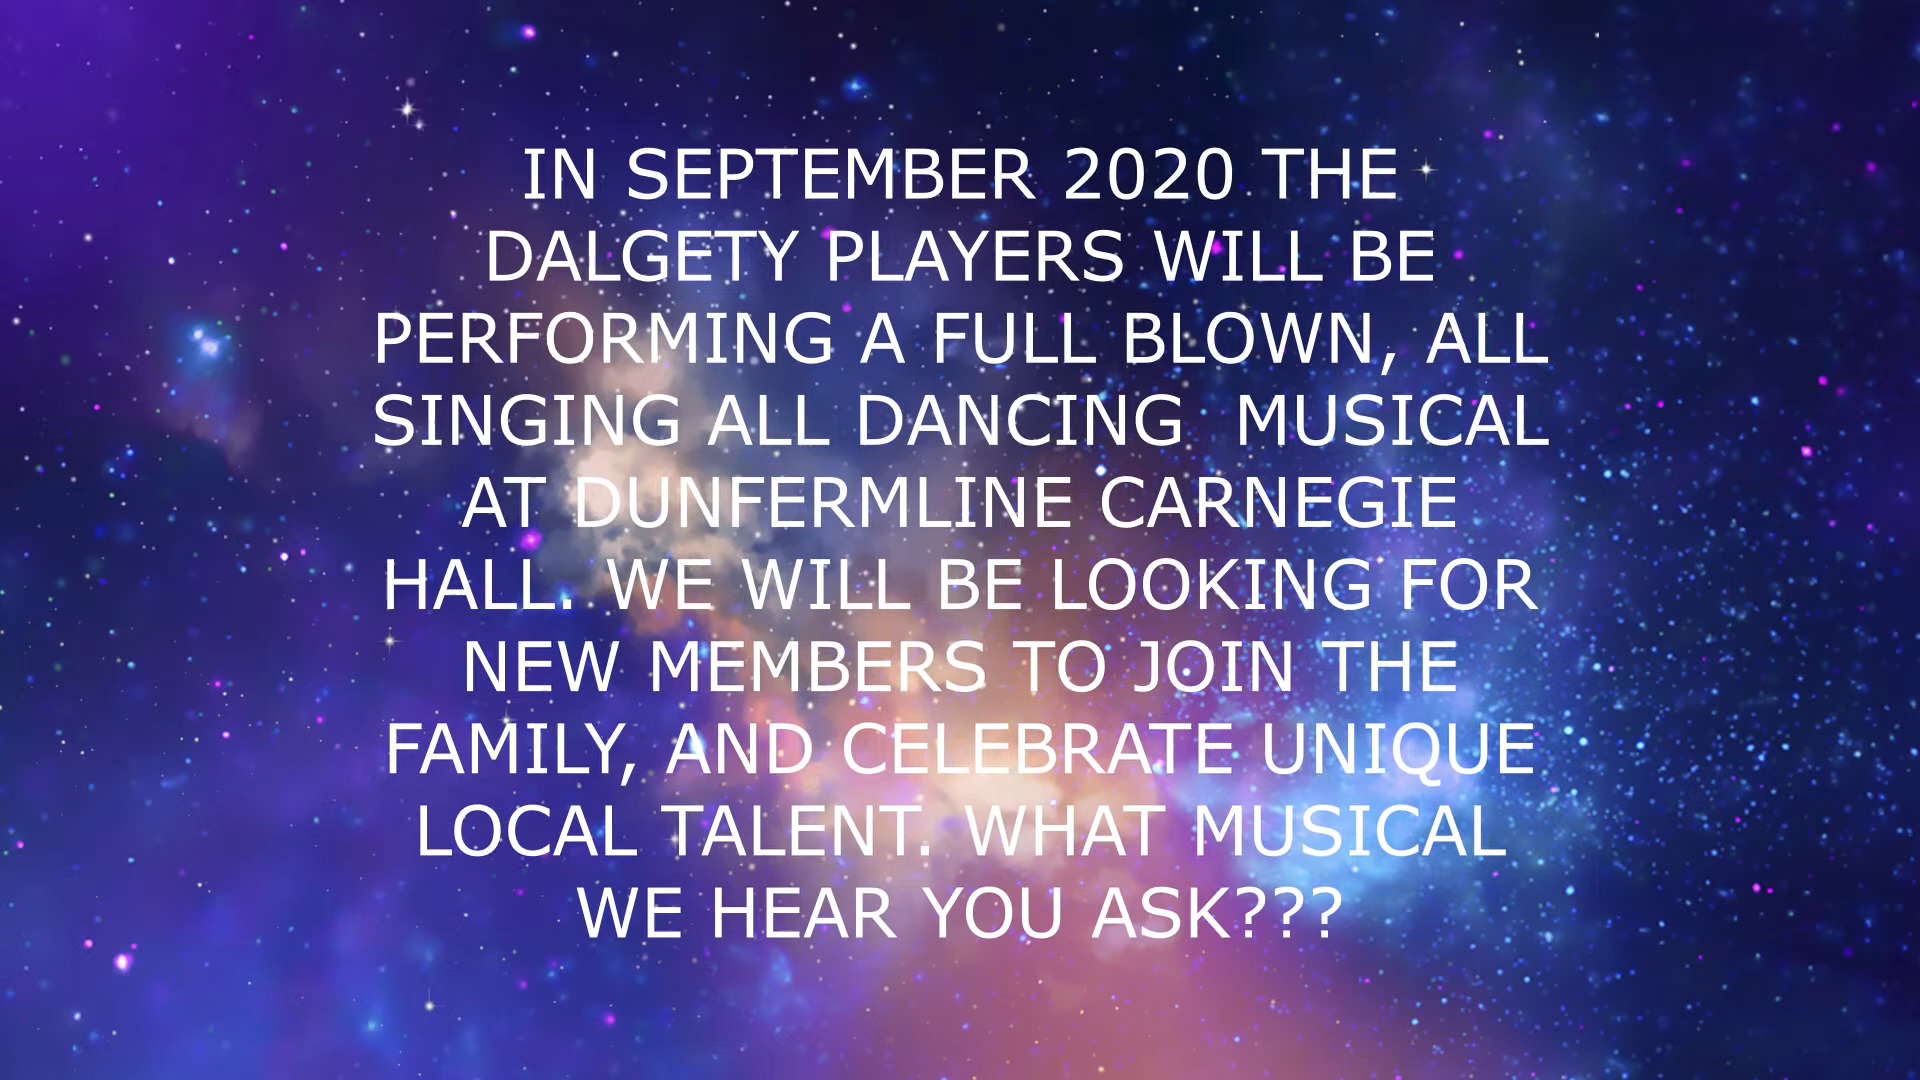 IN SEPTEMBER 2020 THE
DALGETY PLAYERS WILL BE
PERFORMING A FULL BLOWN, ALL
SINGING ALL DANCING  MUSICAL
AT DUNFERMLINE CARNEGIE
HALL. WE WILL BE LOOKING FOR
NEW MEMBERS TO JOIN THE
FAMILY, AND CELEBRATE UNIQUE
LOCAL TALENT. WHAT MUSICAL
WE HEAR YOU ASK???